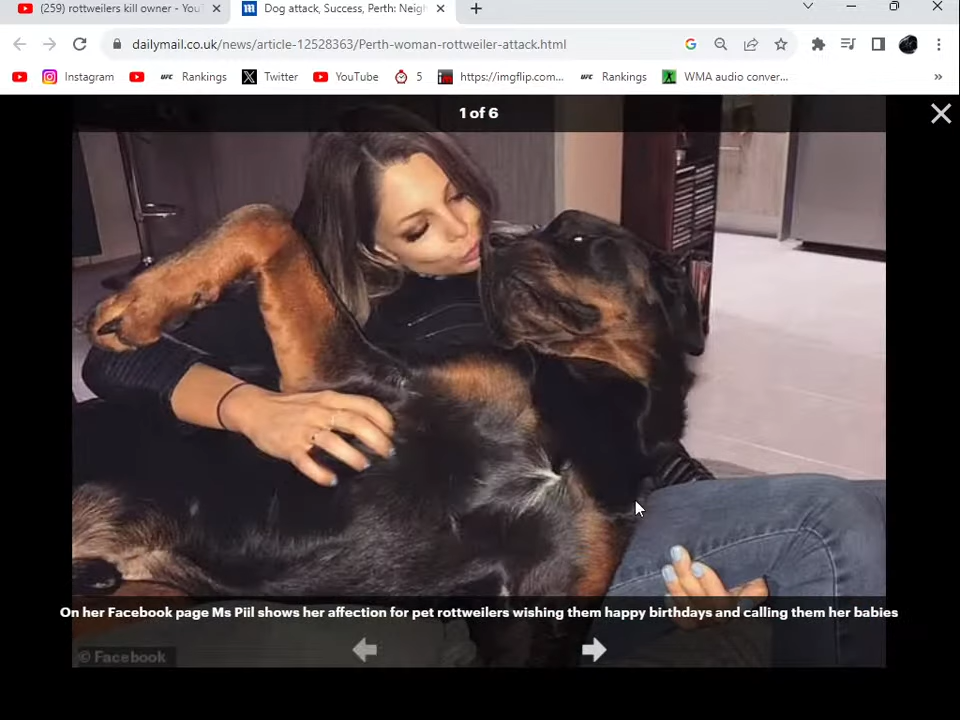 (259) rottweilers kill owner - You
Dog attack, Success, Perth: Neigh
dailymail.co.uk/news/article-12528363/Perth-woman-rottweiler-attack.html
Instagram
UFC Rankings
Twitter
YouTube
5
https://imgflip.com...
UFC Rankings
WMA audio conver...
»
1 of 6
On her Facebook page Ms Piil shows her affection for pet rottweilers wishing them happy birthdays and calling them her babies
© Facebook